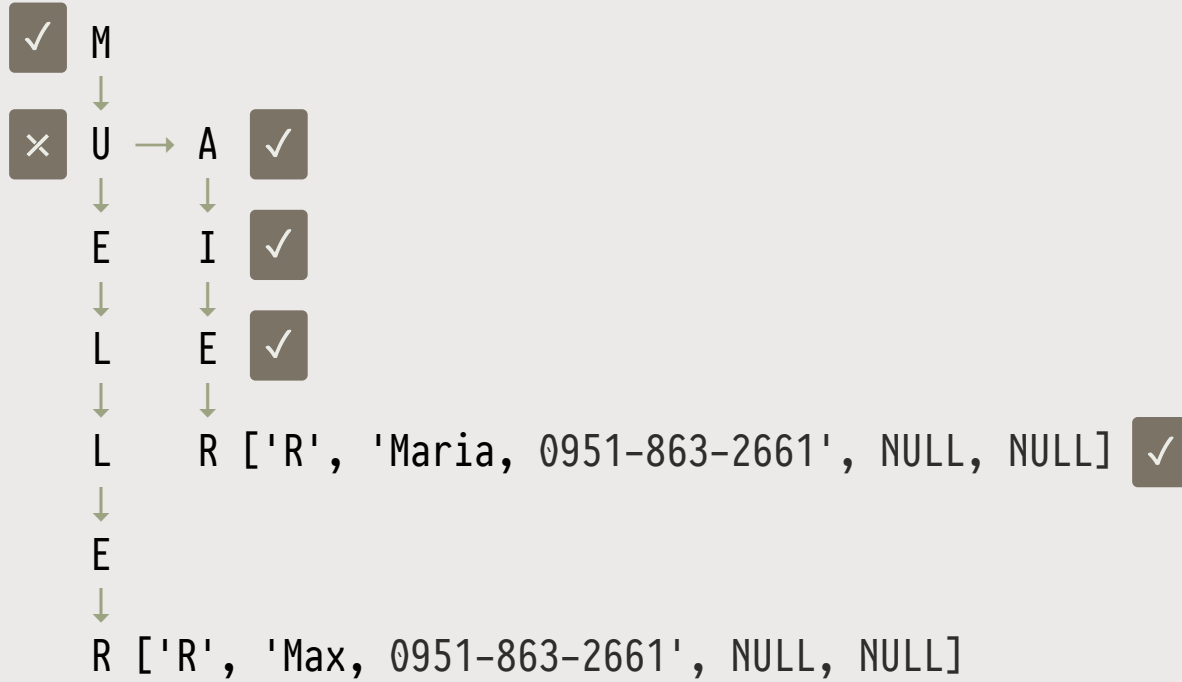 ✓ M
↓
✕ U → A ✓
↓ ↓
E I ✓
↓ ↓
L E ✓
↓ ↓
L R ['R', 'Maria, 0951-863-2661', NULL, NULL] ✓
↓
E
↓
R ['R', 'Max, 0951-863-2661', NULL, NULL]